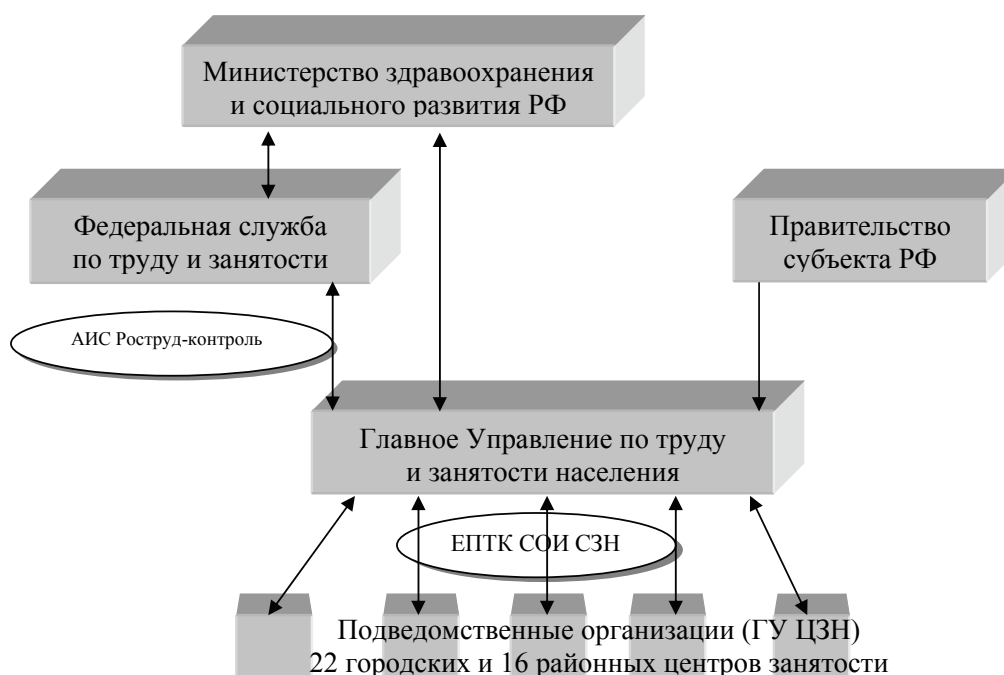 Министерство здравоохранения
и социального развития РФ
Федеральная служба
по труду и занятости
Правительство
субъекта РФ
АИС Роструд-контроль
Главное Управление по труду
и занятости населения
ЕПТК СОИ СЗН
Подведомственные организации (ГУ ЦЗН)
22 городских и 16 районных центров занятости